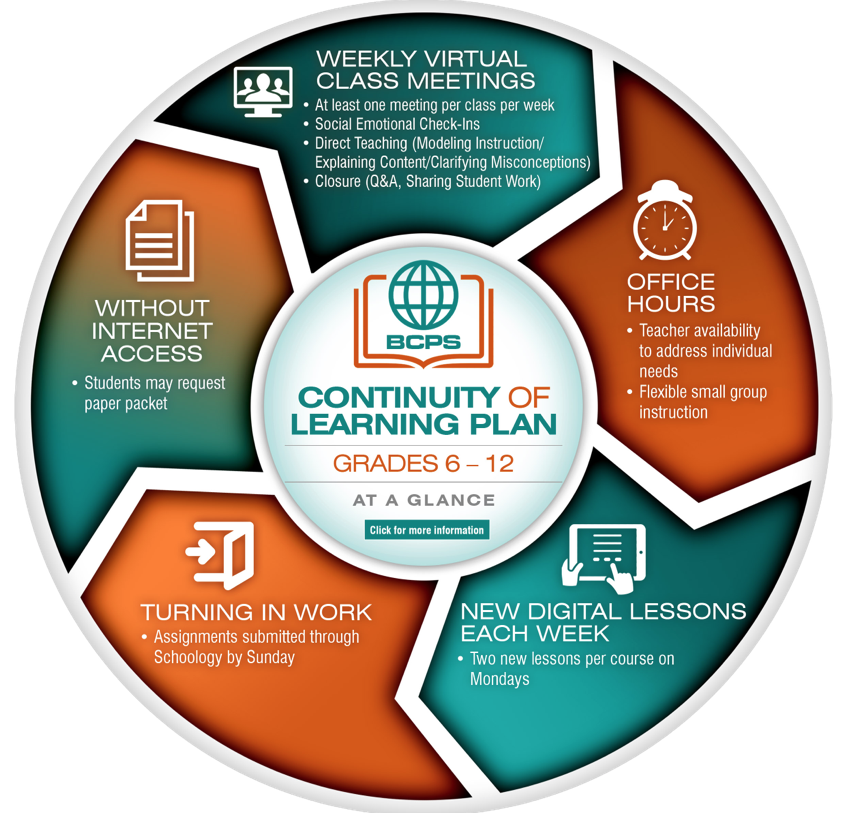 WEEKLY VIRTUAL
CLASS MEETINGS
• At least one meeting per class per week
• Social Emotional Check-Ins
• Direct Teaching (Modeling Instruction/
Explaining Content/Clarifying Misconceptions)
• Closure (Q&A, Sharing Student Work)
OFFICE
HOURS
• Teacher availability
to address individual
needs
• Flexible small group
instruction
NEW DIGITAL LESSONS
EACH WEEK
• Two new lessons per course on
Mondays
TURNING IN WORK
• Assignments submitted through
Schoology by Sunday
WITHOUT
INTERNET
ACCESS
• Students may request
paper packet
BCPS
CONTINUITY OF
LEARNING PLAN
GRADES 6 – 12
AT A GLANCE
Click for more information